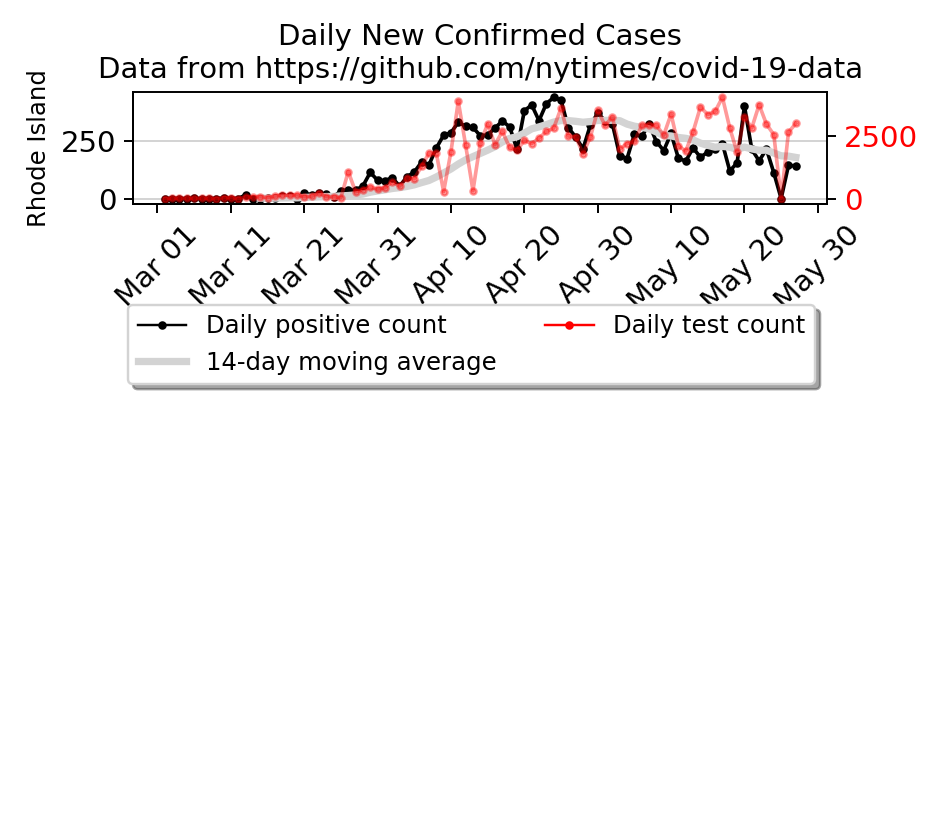 Daily New Confirmed Cases
Data from https://github.com/nytimes/covid-19-data
Rhode Island
250
0
2500
0
Mar 01
Mar 11
Mar 21
Mar 31
Apr 10
Apr 20
Apr 30
May 10
May 20
May 30
Daily positive count
Daily test count
14-day moving average